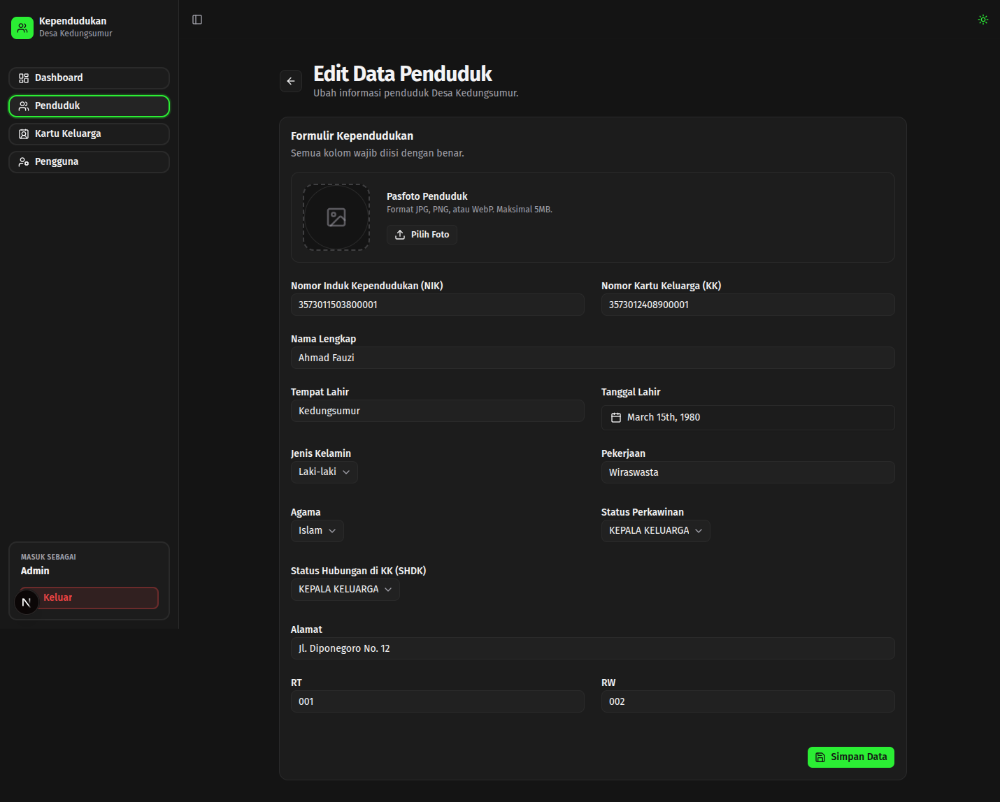 Kependudukan
Desa Kedungsumur
Dashboard
Penduduk
Kartu Keluarga
Pengguna
MASUK SEBAGAI
Admin
Keluar
N
Edit Data Penduduk
Ubah informasi penduduk Desa Kedungsumur.
Formulir Kependudukan
Semua kolom wajib diisi dengan benar.
Pasfoto Penduduk
Format JPG, PNG, atau WebP. Maksimal 5MB.
Pilih Foto
Nomor Induk Kependudukan (NIK)
3573011503800001
Nomor Kartu Keluarga (KK)
3573012408900001
Nama Lengkap
Ahmad Fauzi
Tempat Lahir
Kedungsumur
Tanggal Lahir
March 15th, 1980
Jenis Kelamin
Laki-laki
Pekerjaan
Wiraswasta
Agama
Islam
Status Perkawinan
KEPALA KELUARGA
Status Hubungan di KK (SHDK)
KEPALA KELUARGA
Alamat
Jl. Diponegoro No. 12
RT
001
RW
002
Simpan Data